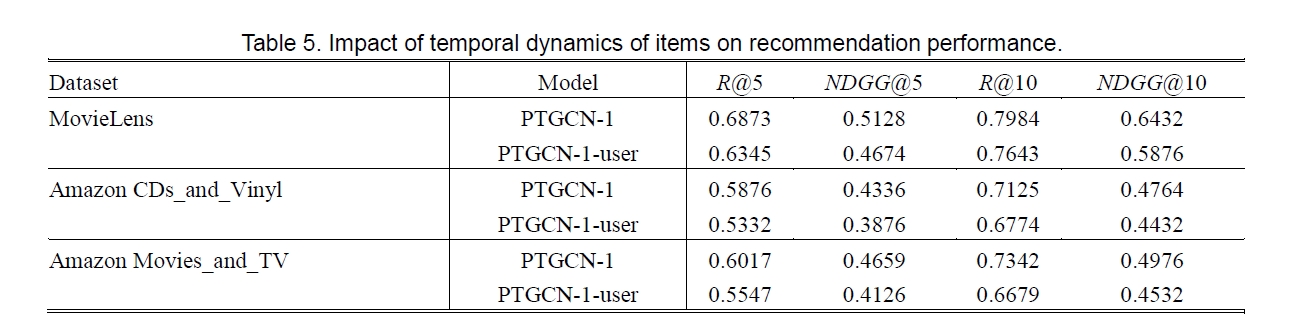 Table 5. Impact of temporal dynamics of items on recommendation performance.
Dataset Model R@5 NDGG@5 R@10 NDGG@10
MovieLens PTGCN-1 0.6873 0.5128 0.7984 0.6432
PTGCN-1-user 0.6345 0.4674 0.7643 0.5876
Amazon CDs_and_Vinyl PTGCN-1 0.5876 0.4336 0.7125 0.4764
PTGCN-1-user 0.5332 0.3876 0.6774 0.4432
Amazon Movies_and_TV PTGCN-1 0.6017 0.4659 0.7342 0.4976
PTGCN-1-user 0.5547 0.4126 0.6679 0.4532